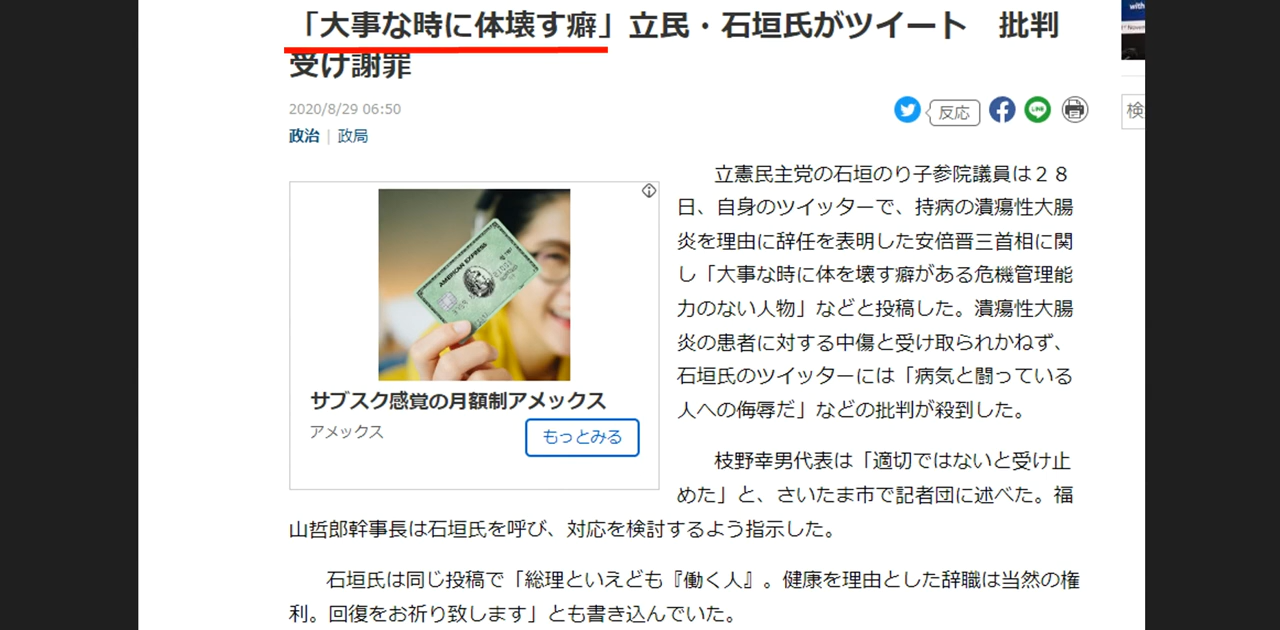 「大事な時に体壊す癖」立民・石垣氏がツイート　批判
受け謝罪
2020/8/29 06:50
政治 | 政局
反応
LINE
検
with
サブスク感覚の月額制アメックス
アメックス
もっとみる
AMERICAN EXPRESS
立憲民主党の石垣のり子参院議員は２８
日、自身のツイッターで、持病の潰瘍性大腸
炎を理由に辞任を表明した安倍晋三首相に関
し「大事な時に体を壊す癖がある危機管理能
力のない人物」などと投稿した。潰瘍性大腸
炎の患者に対する中傷と受け取られかねず、
石垣氏のツイッターには「病気と闘っている
人への侮辱だ」などの批判が殺到した。
枝野幸男代表は「適切ではないと受け止
めた」と、さいたま市で記者団に述べた。福
山哲郎幹事長は石垣氏を呼び、対応を検討するよう指示した。
石垣氏は同じ投稿で「総理といえども『働く人』。健康を理由とした辞職は当然の権
利。回復をお祈り致します」とも書き込んでいた。